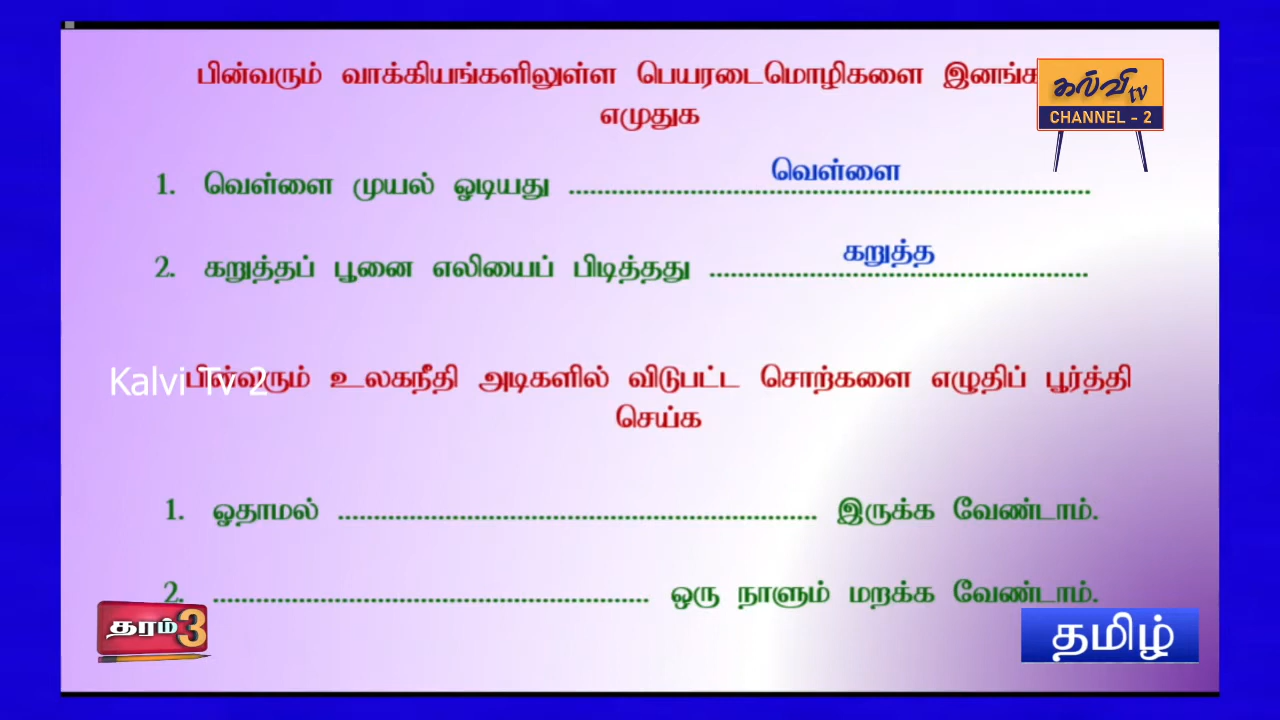 பின்வரும் வாக்கியங்களிலுள்ள பெயரடைமொழிகளை
எழுதுக
கல்வி tv
CHANNEL - 2
1. வெள்ளை முயல் ஓடியது ........................ வெள்ளை
2. கறுத்தப் பூனை எலியைப் பிடித்தது ........................ கறுத்த
Kalvi Tv 2
பின்வரும் உலகநீதி அடிகளில் விடுபட்ட சொற்களை எழுதிப் பூர்த்தி
செய்க
1. ஓதாமல் ........................ இருக்க வேண்டாம்.
2. ........................ ஒரு நாளும் மறக்க வேண்டாம்.
தரம் 3
தமிழ்